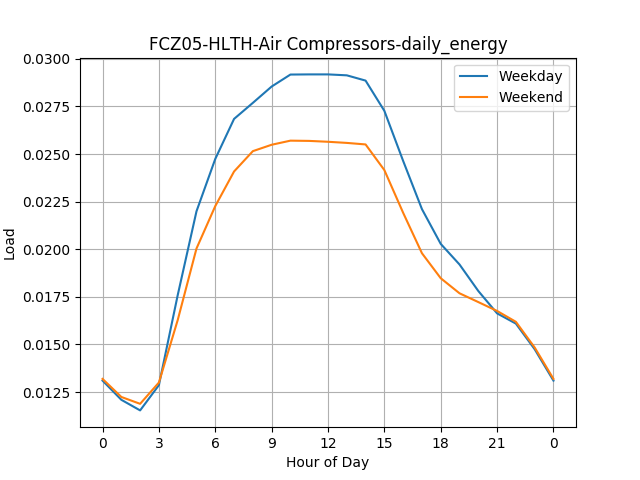 FCZ05-HLTH-Air Compressors-daily_energy
Weekday
Weekend
0.0300
0.0275
0.0250
0.0225
0.0200
0.0175
0.0150
0.0125
Load
0 3 6 9 12 15 18 21 0
Hour of Day